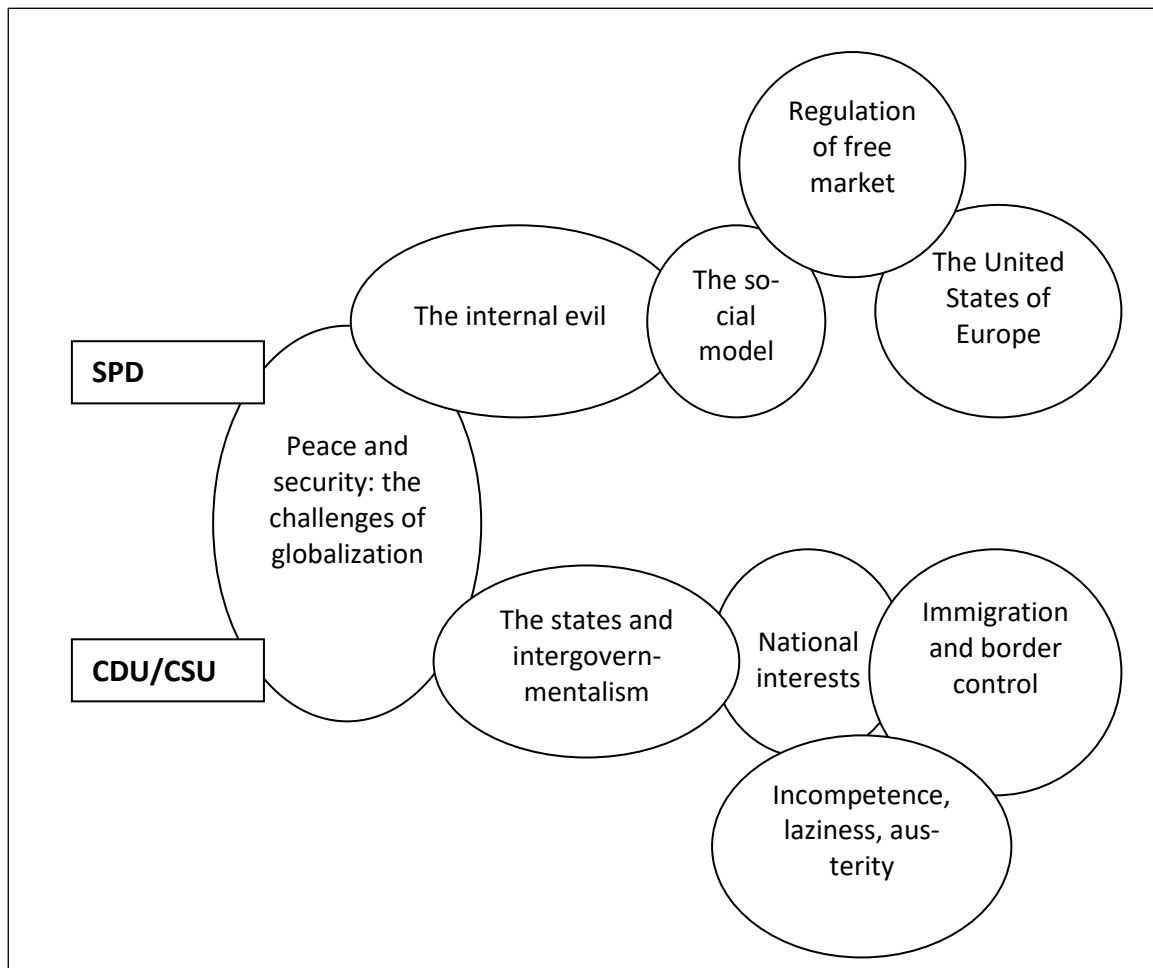 Regulation
of free
market
The United
States of
Europe
The so-
cial
model
The internal evil
SPD
Peace and
security: the
challenges of
globalization
CDU/CSU
The states and
intergovern-
mentalism
National
interests
Immigration
and border
control
Incompetence,
laziness, aus-
terity